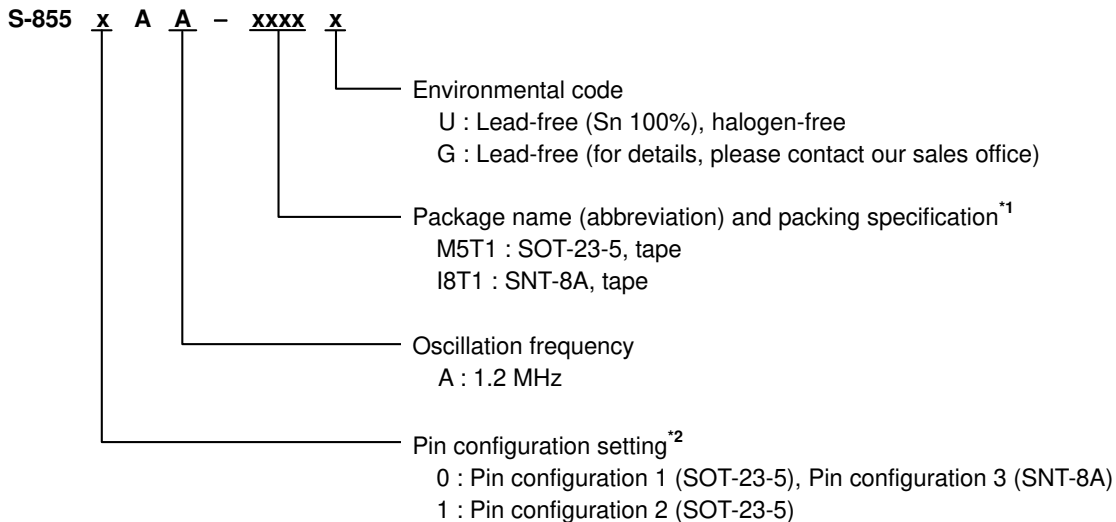 S-855 x A A – xxxx x
Environmental code
U : Lead-free (Sn 100%), halogen-free
G : Lead-free (for details, please contact our sales office)
Package name (abbreviation) and packing specification*1
M5T1 : SOT-23-5, tape
I8T1 : SNT-8A, tape
Oscillation frequency
A : 1.2 MHz
Pin configuration setting*2
0 : Pin configuration 1 (SOT-23-5), Pin configuration 3 (SNT-8A)
1 : Pin configuration 2 (SOT-23-5)